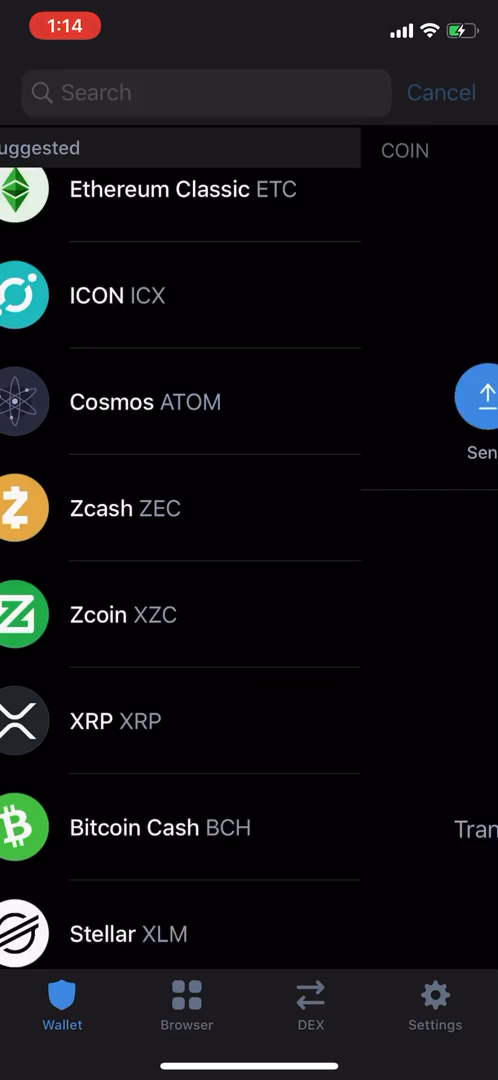 1:14
Search
Cancel
uggested
COIN
Ethereum Classic ETC
ICON ICX
Cosmos ATOM
Sen
Zcash ZEC
Zcoin XZC
XRP XRP
Bitcoin Cash BCH
Tran
Stellar XLM
Wallet
Browser
DEX
Settings